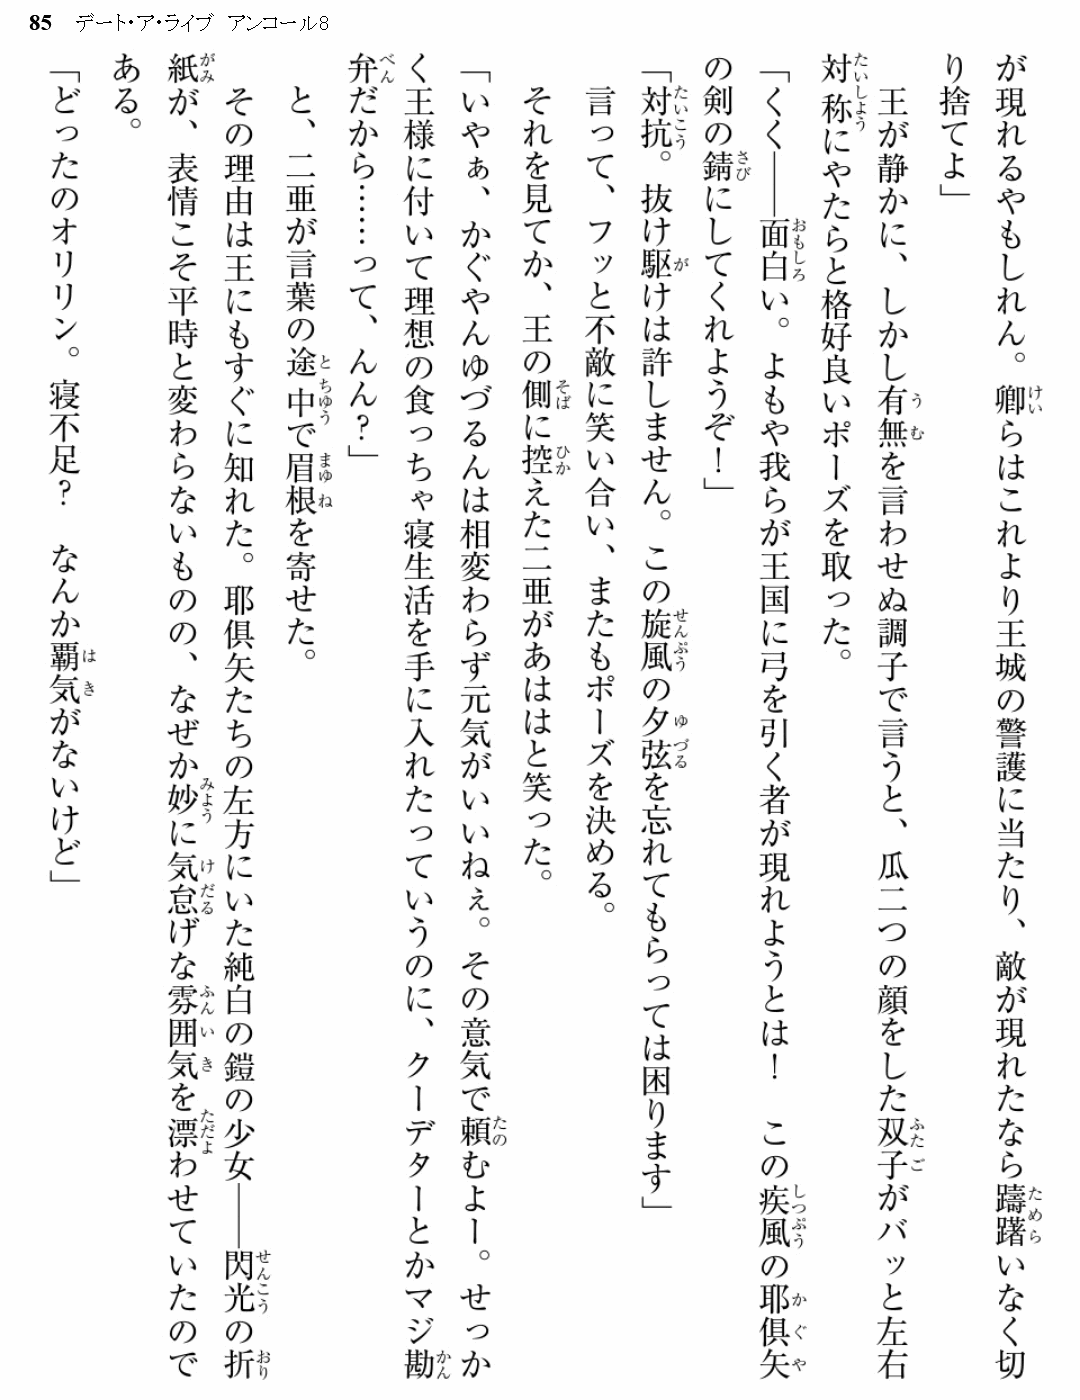 85 デート・ア・ライブ アンコール8
が現れるやもしれん。卿らはこれより王城の警護に当たり、敵が現れたなら躊躇いなく切
り捨てよ」
　王が静かに、しかし有無を言わせぬ調子で言うと、瓜二つの顔をした双子がバッと左右
対称にやたらと格好良いポーズを取った。
「くく――面白い。よもや我らが王国に弓を引く者が現れようとは！　この疾風の耶倶矢
の剣の錆にしてくれようぞ！」
「対抗。抜け駆けは許しません。この旋風の夕弦を忘れてもらっては困ります」
　言って、フッと不敵に笑い合い、またもポーズを決める。
　それを見てか、王の側に控えた二亜があははと笑った。
「いやぁ、かぐやんゆづるんは相変わらず元気がいいねぇ。その意気で頼むよー。せっか
く王様に付いて理想の食っちゃ寝生活を手に入れたっていうのに、クーデターとかマジ勘
弁だから……って、んん？」
　と、二亜が言葉の途中で眉根を寄せた。
　その理由は王にもすぐに知れた。耶倶矢たちの左方にいた純白の鎧の少女――閃光の折
紙が、表情こそ平時と変わらないものの、なぜか妙に気怠げな雰囲気を漂わせていたので
ある。
「どったのオリリン。寝不足？　なんか覇気がないけど」